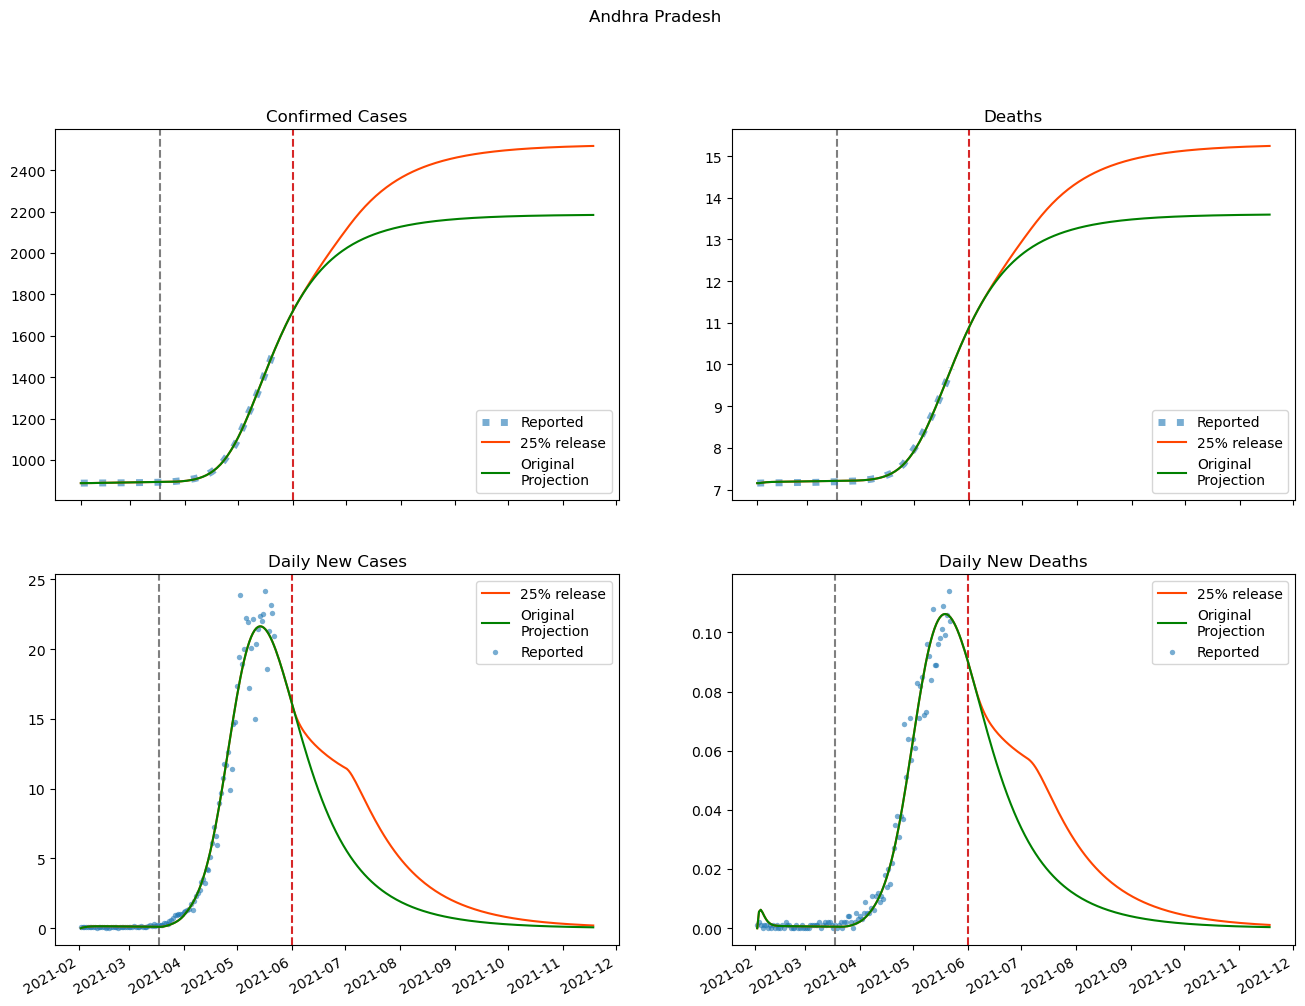 Andhra Pradesh
Confirmed Cases
2400
2200
2000
1800
1600
1400
1200
1000
Reported
25% release
Original
Projection
Deaths
15
14
13
12
11
10
9
8
7
Reported
25% release
Original
Projection
Daily New Cases
25
20
15
10
5
0
25% release
Original
Projection
Reported
2021-02
2021-03
2021-04
2021-05
2021-06
2021-07
2021-08
2021-09
2021-10
2021-11
2021-12
Daily New Deaths
0.10
0.08
0.06
0.04
0.02
0.00
25% release
Original
Projection
Reported
2021-02
2021-03
2021-04
2021-05
2021-06
2021-07
2021-08
2021-09
2021-10
2021-11
2021-12